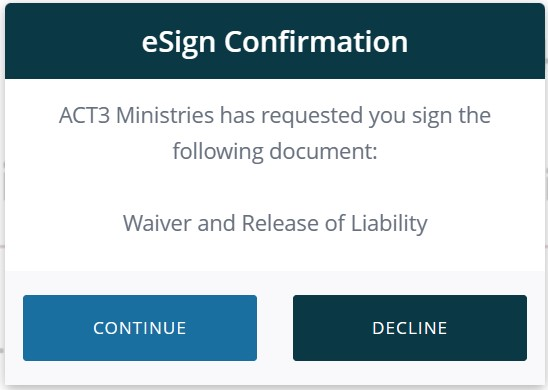 eSign Confirmation
ACT3 Ministries has requested you sign the
following document:
Waiver and Release of Liability
CONTINUE
DECLINE